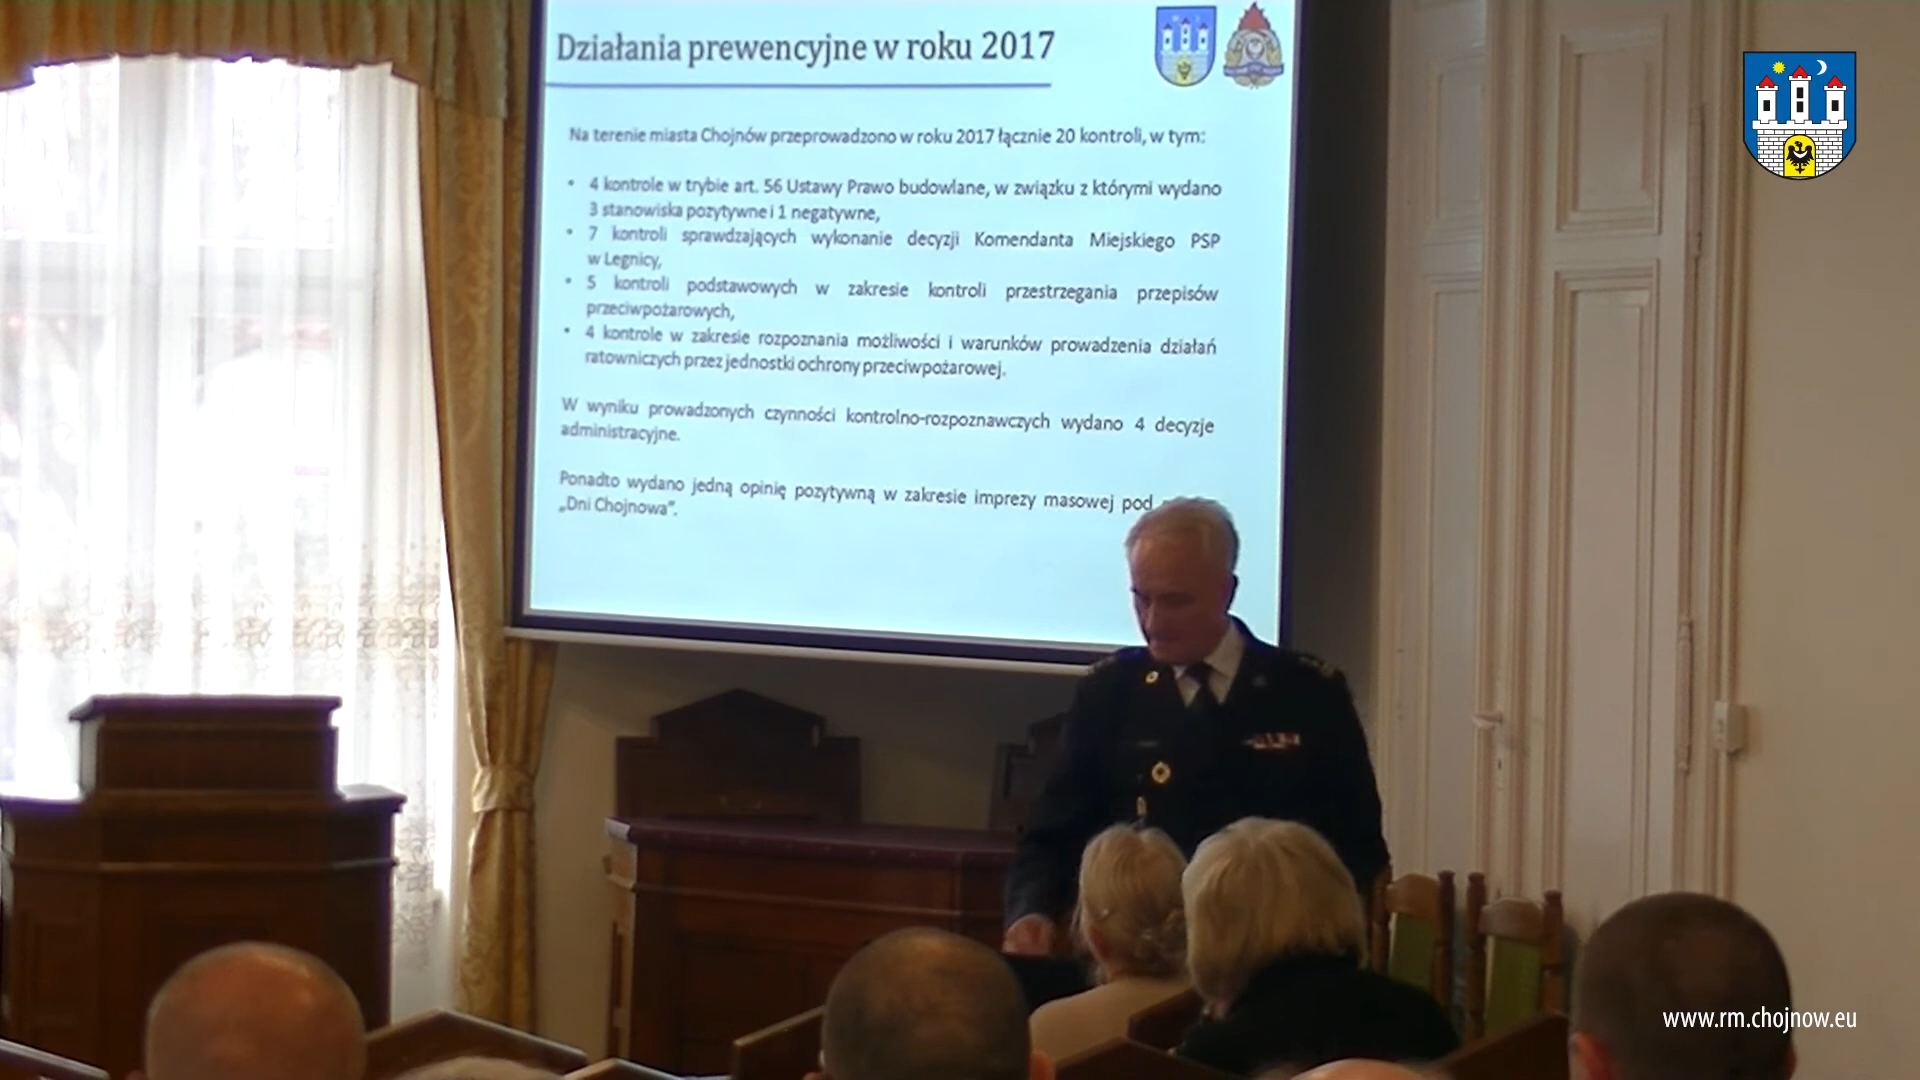 Działania prewencyjne w roku 2017
Na terenie miasta Chojnów przeprowadzono w roku 2017 łącznie 20 kontroli, w tym:
• 4 kontrole w trybie art. 56 Ustawy Prawo budowlane, w związku z którymi wydano
3 stanowiska pozytywne i 1 negatywne,
• 7 kontroli sprawdzających wykonanie decyzji Komendanta Miejskiego PSP
w Legnicy,
• 5 kontroli podstawowych w zakresie kontroli przestrzegania przepisów
przeciwpożarowych,
• 4 kontrole w zakresie rozpoznania możliwości i warunków prowadzenia działań
ratowniczych przez jednostki ochrony przeciwpożarowej.
W wyniku prowadzonych czynności kontrolno-rozpoznawczych wydano 4 decyzje
administracyjne.
Ponadto wydano jedną opinię pozytywną w zakresie imprezy masowej pod
„Dni Chojnowa”.
www.rm.chojnow.eu